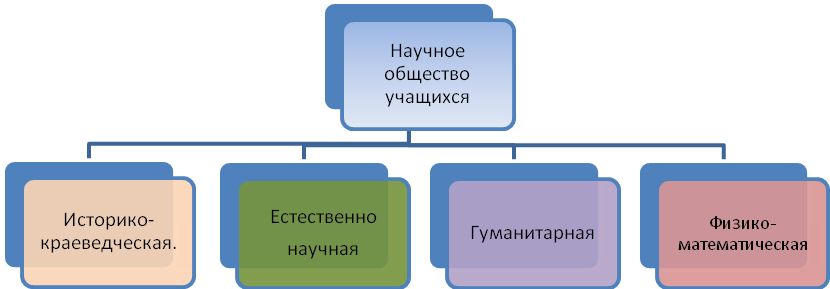 Научное
общество
учащихся
Историко-
краеведческая.
Естественно
научная
Гуманитарная
Физико-
математическая